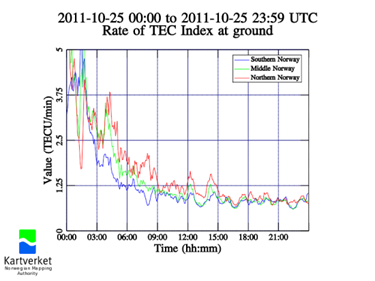 2011-10-25 00:00 to 2011-10-25 23:59 UTC
Rate of TEC Index at ground
5
Southern Norway
Middle Norway
Northern Norway
3.75
2.5
1.25
0
Value (TECU/min)
00:00 03:00 06:00 09:00 12:00 15:00 18:00 21:00
Time (hh:mm)
Kartverket
Norwegian Mapping
Authority